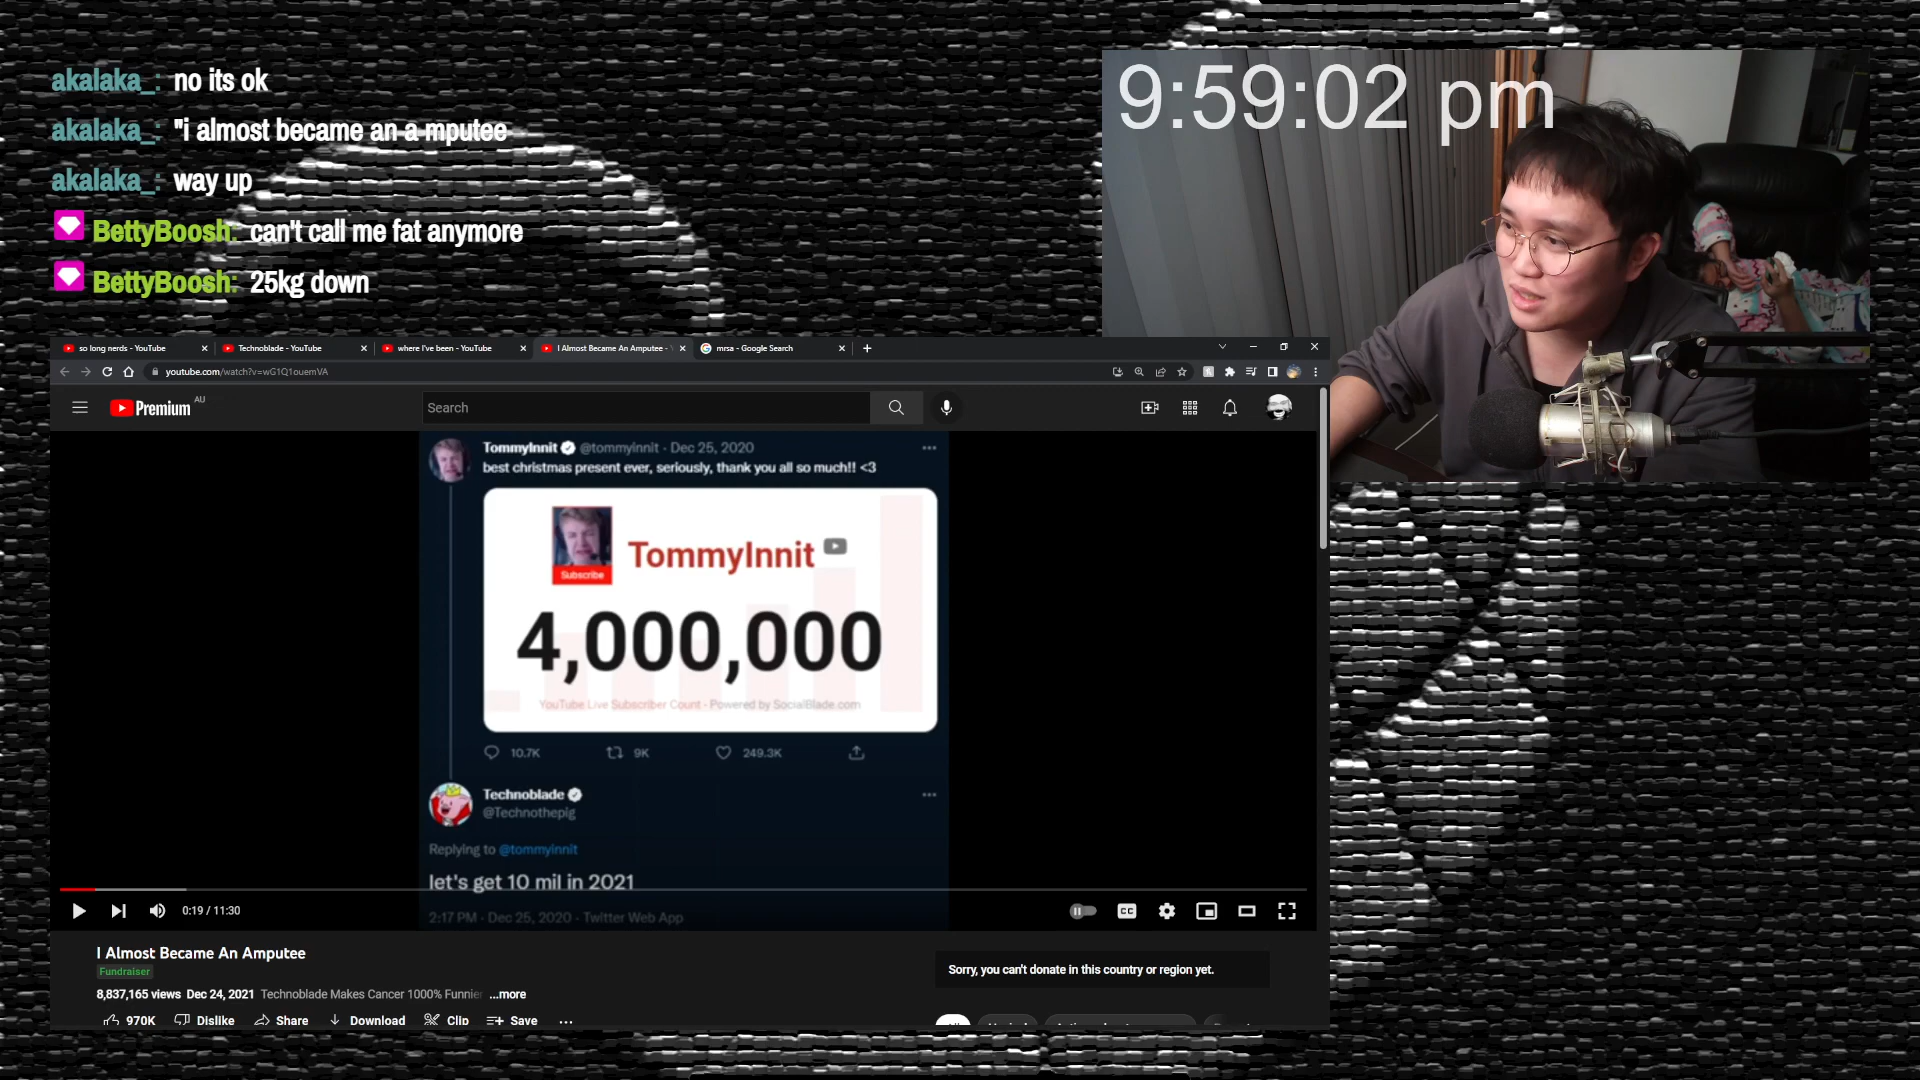 akalaka_: no its ok
akalaka_: "i almost became an a mputee
akalaka_: way up
BettyBoosh: can't call me fat anymore
BettyBoosh: 25kg down
9:59:02 pm
so long nerds - YouTube
Technoblade - YouTube
where I've been - YouTube
I Almost Became An Amputee -
mrsa - Google Search
youtube.com/watch?v=wG1Q1ouemVA
Premium AU
Search
TommyInnit @tommyinnit · Dec 25, 2020
best christmas present ever, seriously, thank you all so much!! <3
TommyInnit
Subscribe
4,000,000
YouTube Live Subscriber Count - Powered by SocialBlade.com
10.7K 9K 249.3K
Technoblade
@Technothepig
Replying to @tommyinnit
let's get 10 mil in 2021
2:17 PM · Dec 25, 2020 · Twitter Web App
0:19 / 11:30
CC
I Almost Became An Amputee
Fundraiser
Sorry, you can't donate in this country or region yet.
8,837,165 views Dec 24, 2021 Technoblade Makes Cancer 1000% Funnier ...more
970K Dislike Share Download Clip Save